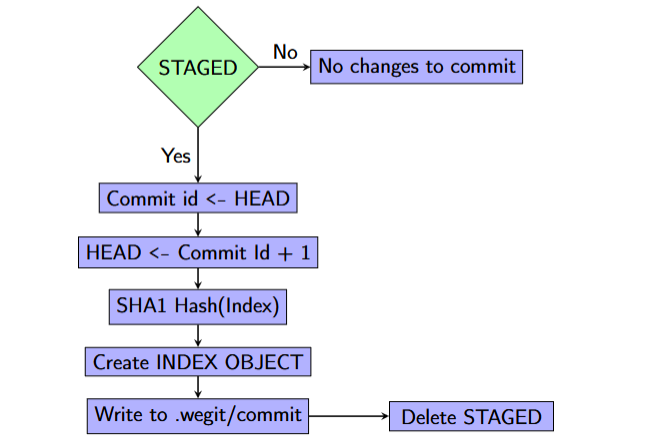 STAGED
No
No changes to commit
Yes
Commit id <- HEAD
HEAD <- Commit Id + 1
SHA1 Hash(Index)
Create INDEX OBJECT
Write to .wegit/commit
Delete STAGED